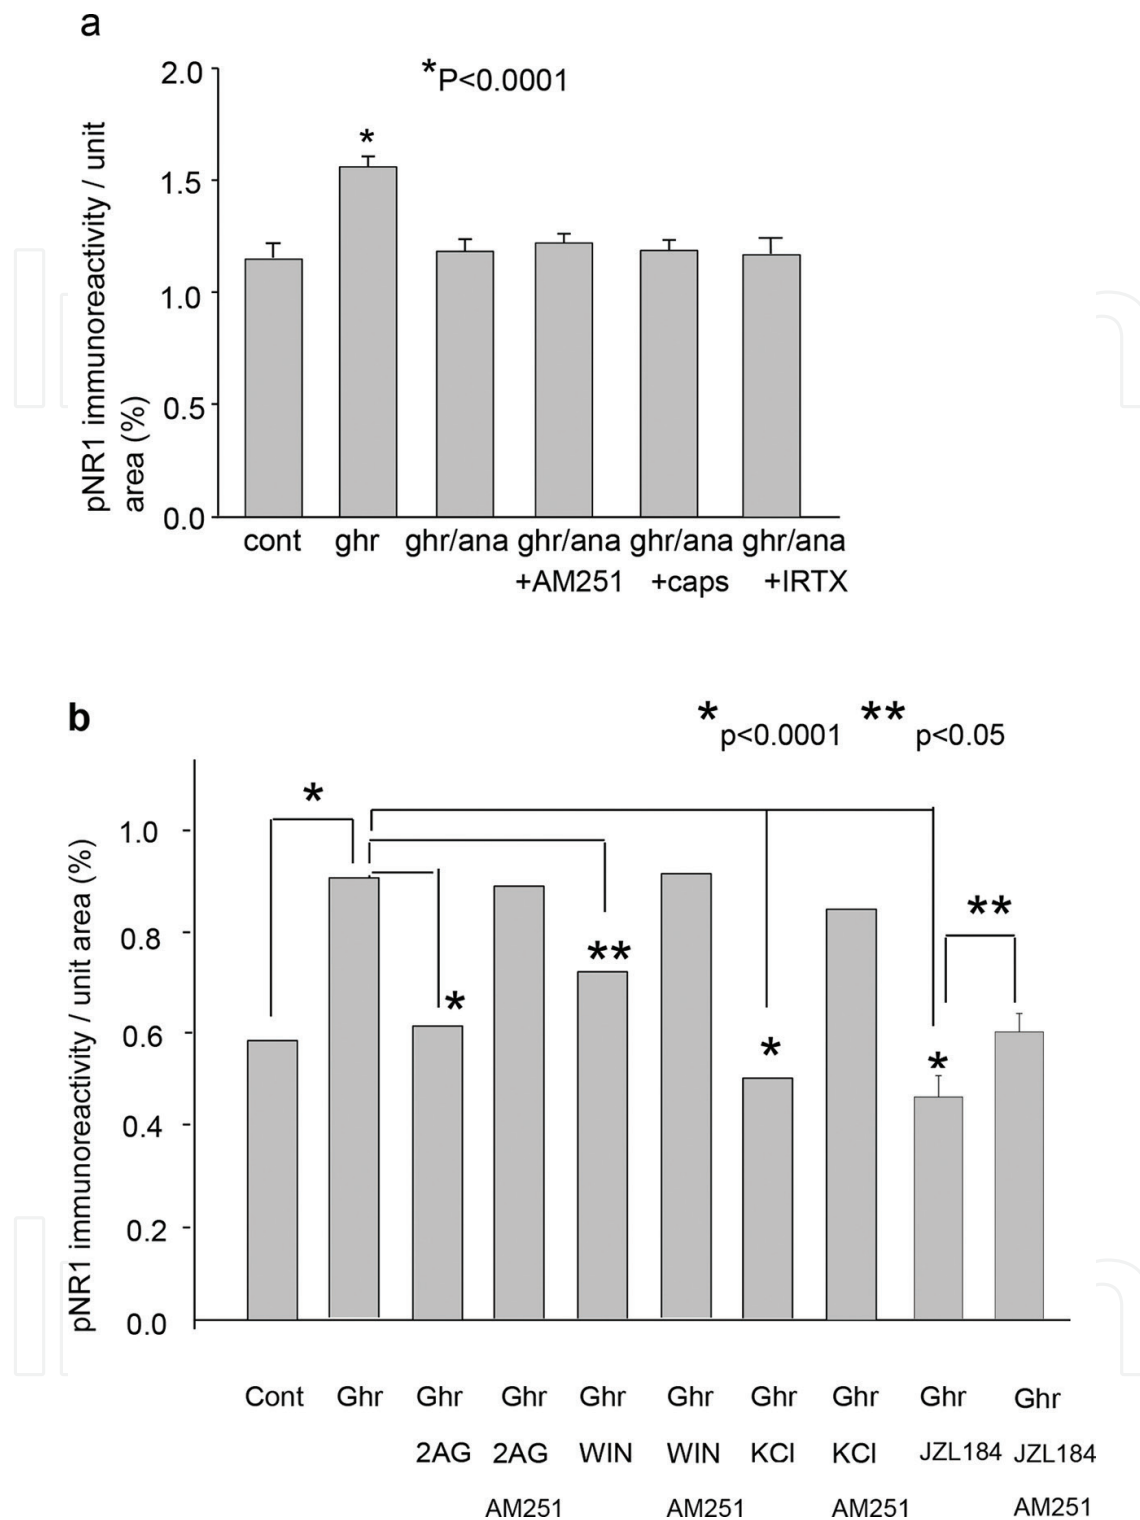 a
*P<0.0001
*
2.0
1.5
1.0
0.5
0.0
pNR1 immunoreactivity / unit
area (%)
cont ghr ghr/ana ghr/ana ghr/ana ghr/ana
+AM251 +caps +IRTX
b
* p<0.0001 ** p<0.05
*
**
**
*
*
*
1.0
0.8
0.6
0.4
0.2
0.0
pNR1 immunoreactivity / unit area (%)
Cont Ghr Ghr Ghr Ghr Ghr Ghr Ghr Ghr Ghr
2AG 2AG WIN WIN KCl KCl JZL184 JZL184
AM251 AM251 AM251 AM251